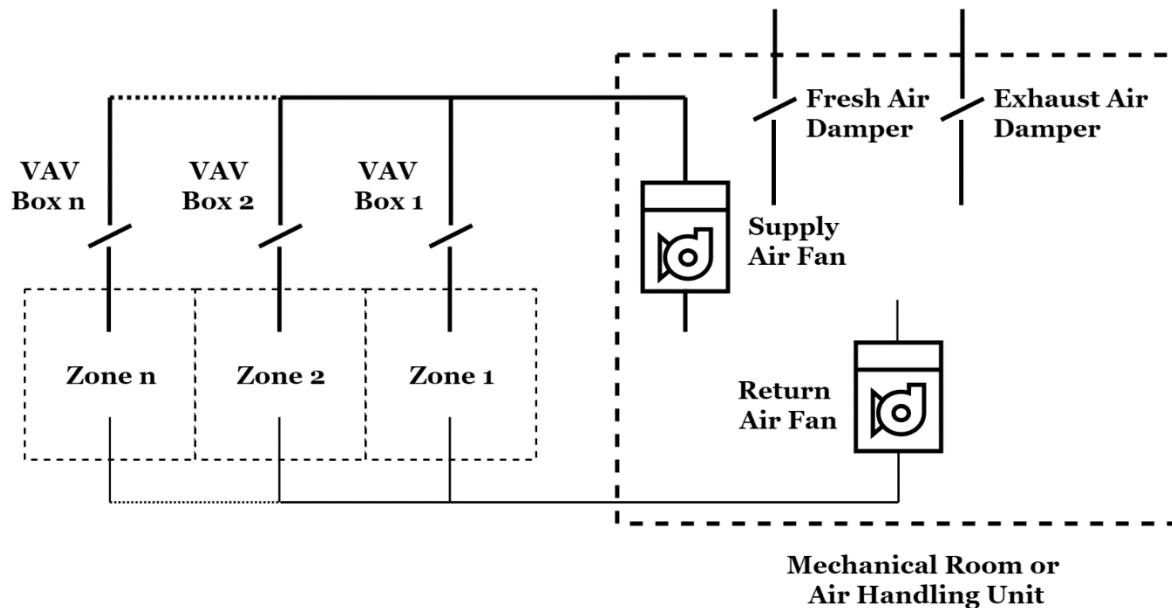 Fresh Air
Damper
Exhaust Air
Damper
VAV
Box n
VAV
Box 2
VAV
Box 1
Supply
Air Fan
Zone n
Zone 2
Zone 1
Return
Air Fan
Mechanical Room or
Air Handling Unit